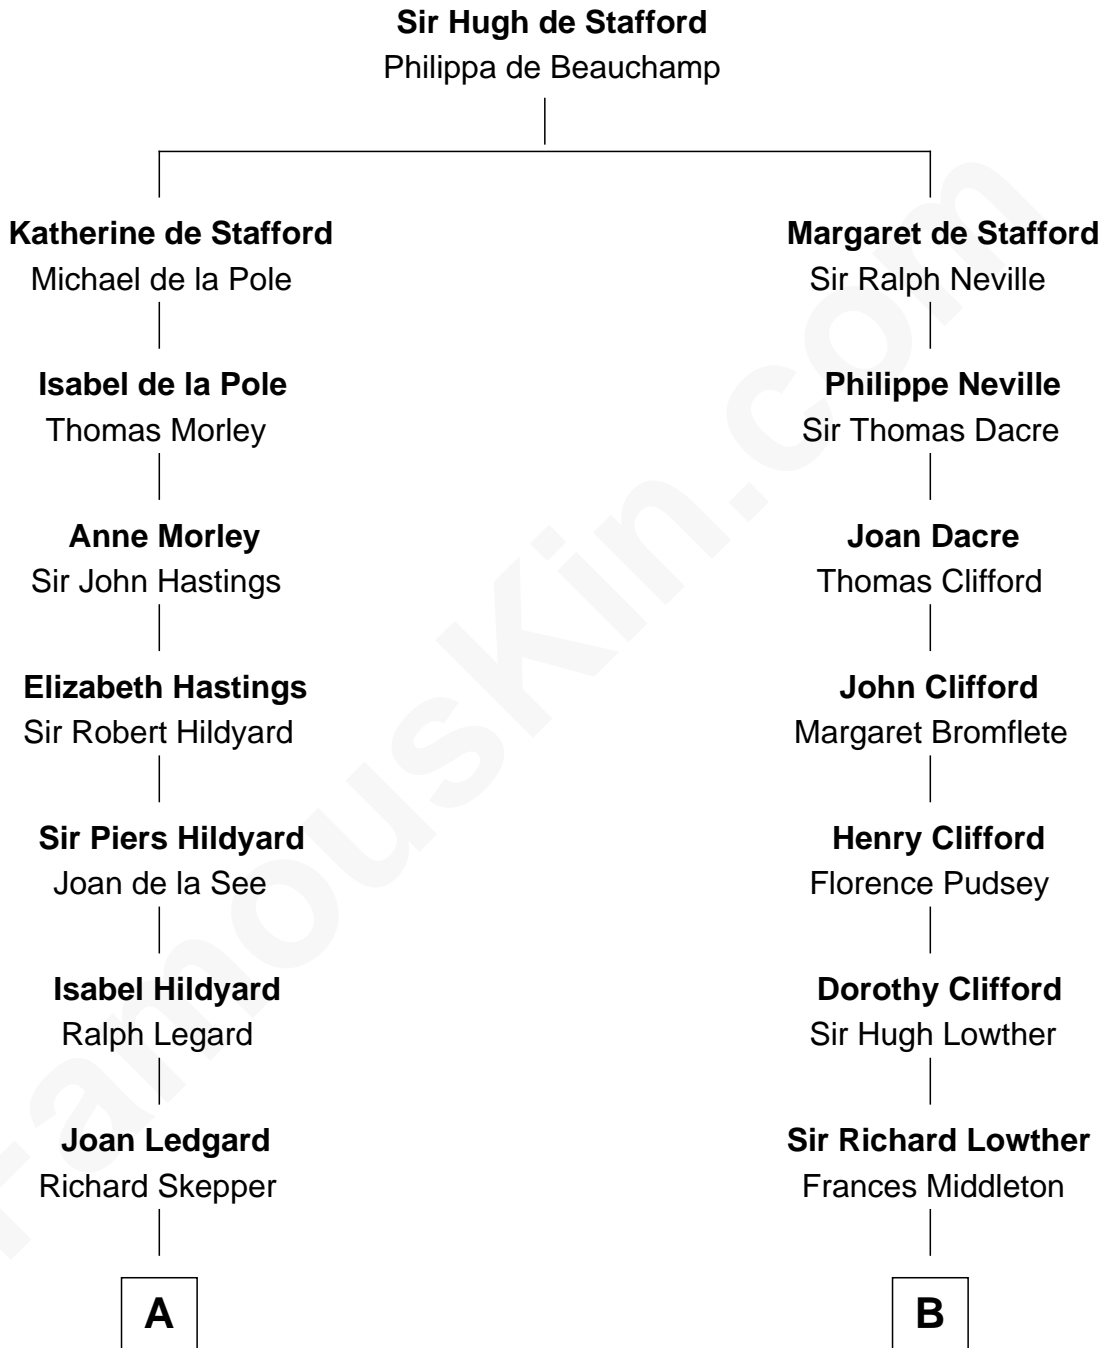 Sir Hugh de Stafford
Philippa de Beauchamp
Katherine de Stafford
Michael de la Pole
Margaret de Stafford
Sir Ralph Neville
Isabel de la Pole
Thomas Morley
Philippe Neville
Sir Thomas Dacre
Anne Morley
Sir John Hastings
Joan Dacre
Thomas Clifford
Elizabeth Hastings
Sir Robert Hildyard
John Clifford
Margaret Bromflete
Sir Piers Hildyard
Joan de la See
Henry Clifford
Florence Pudsey
Isabel Hildyard
Ralph Legard
Dorothy Clifford
Sir Hugh Lowther
Joan Ledgard
Richard Skepper
Sir Richard Lowther
Frances Middleton
A
B
FamousKin.com